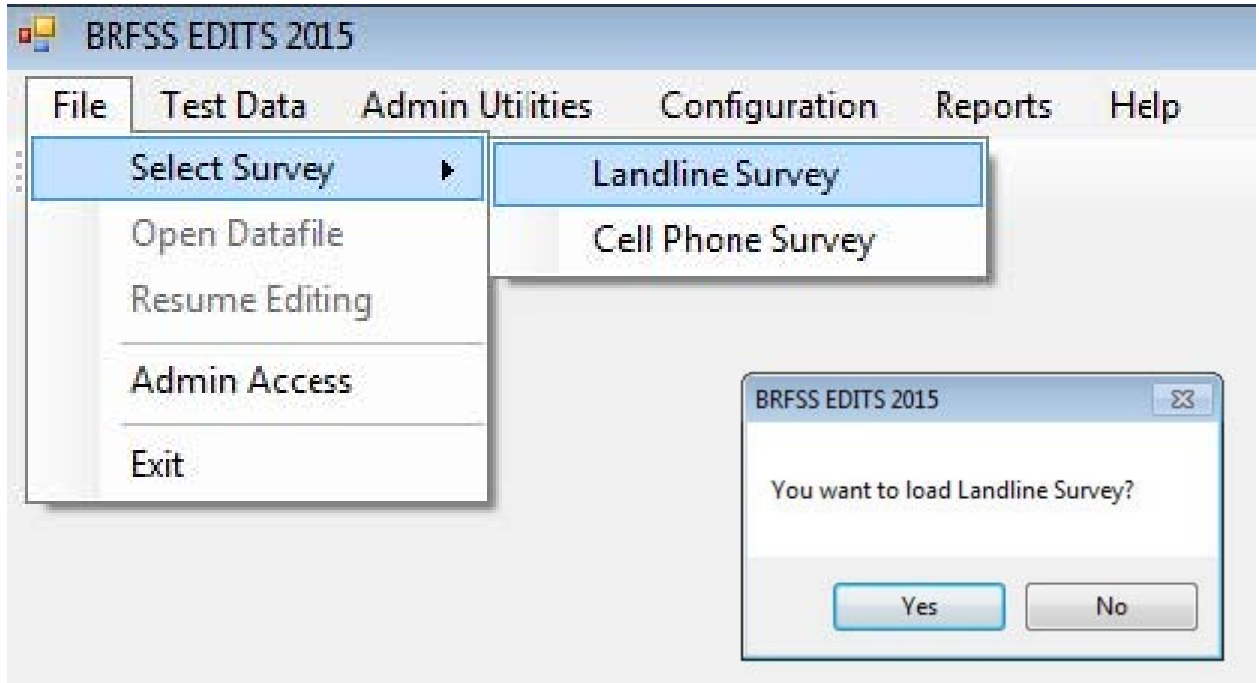 BRFSS EDITS 2015
File Test Data Admin Utilities Configuration Reports Help
Select Survey
Landline Survey
Open Datafile
Cell Phone Survey
Resume Editing
Admin Access
Exit
BRFSS EDITS 2015
You want to load Landline Survey?
Yes No